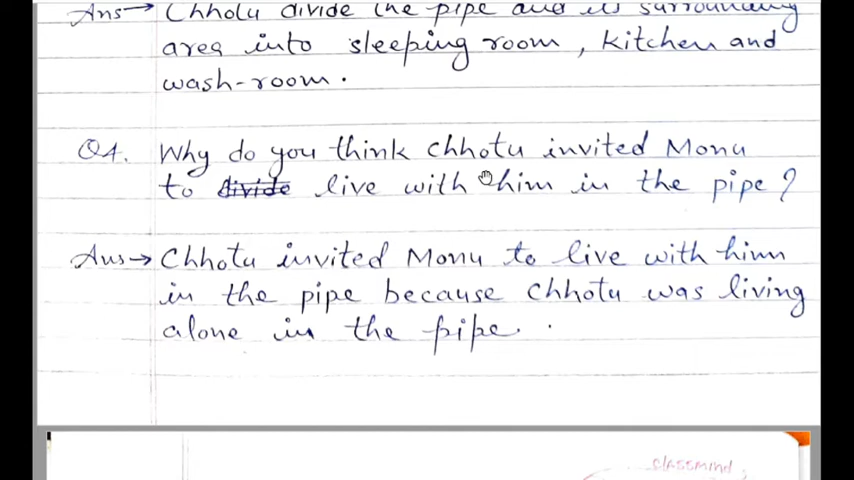 Ans→ Chhotu divide the pipe and its surrounding
area into sleeping room, kitchen and
wash-room.
Q4. Why do you think Chhotu invited Monu
to divide live with him in the pipe?
Ans→ Chhotu invited Monu to live with him
in the pipe because Chhotu was living
alone in the pipe.
classmind